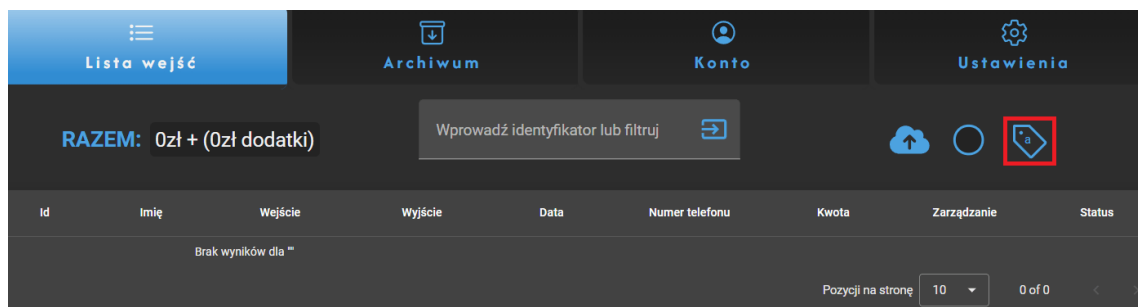 Lista wejść
Archiwum
Konto
Ustawienia
RAZEM: 0zł + (0zł dodatki)
Wprowadź identyfikator lub filtruj
a
Id Imię Wejście Wyjście Data Numer telefonu Kwota Zarządzanie Status
Brak wyników dla ""
Pozycji na stronę 10 0 of 0